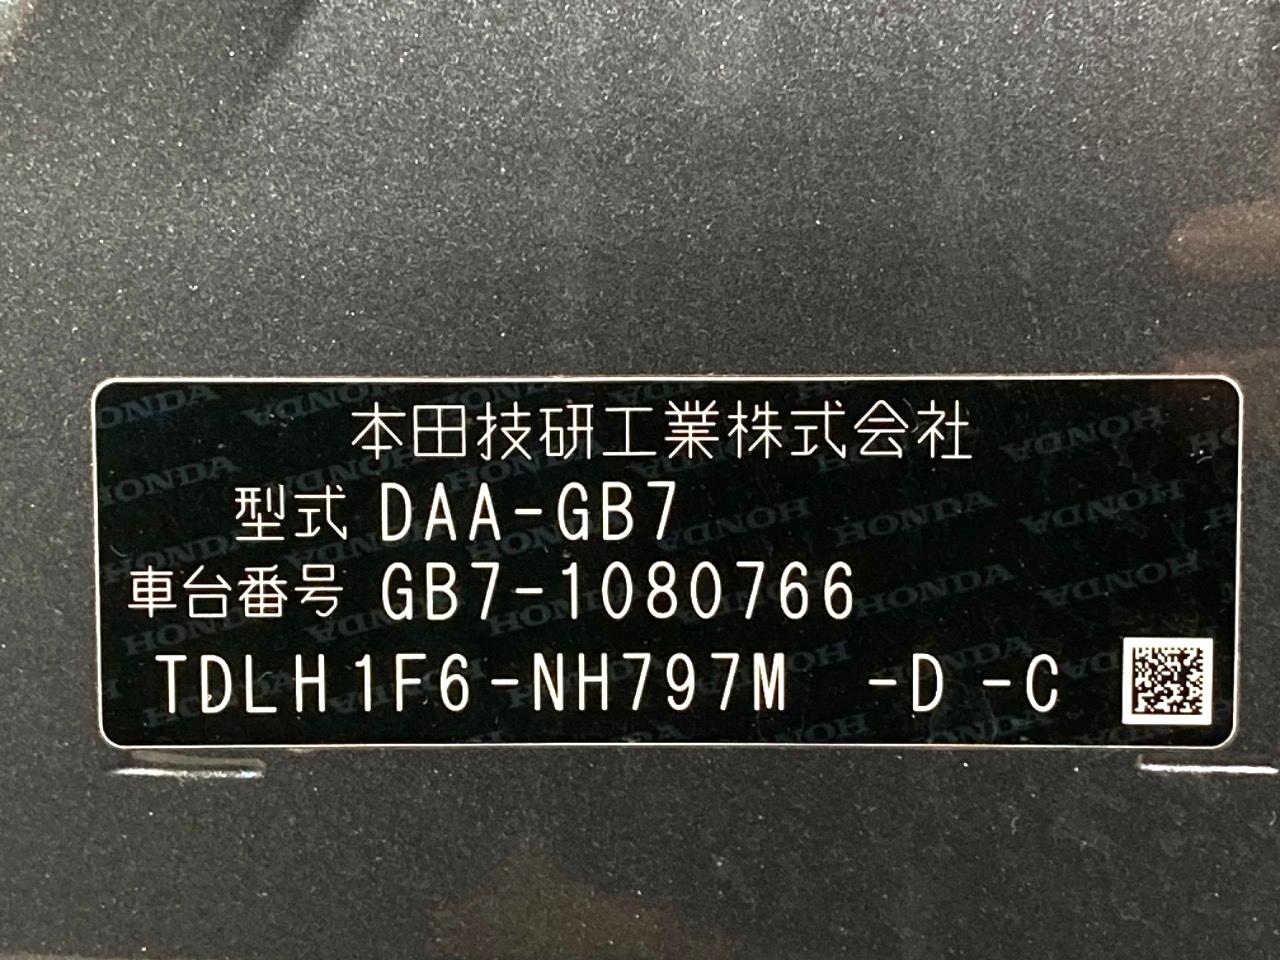 本田技研工業株式会社
型式 DAA-GB7
車台番号 GB7-1080766
TDLH1F6-NH797M -D -C